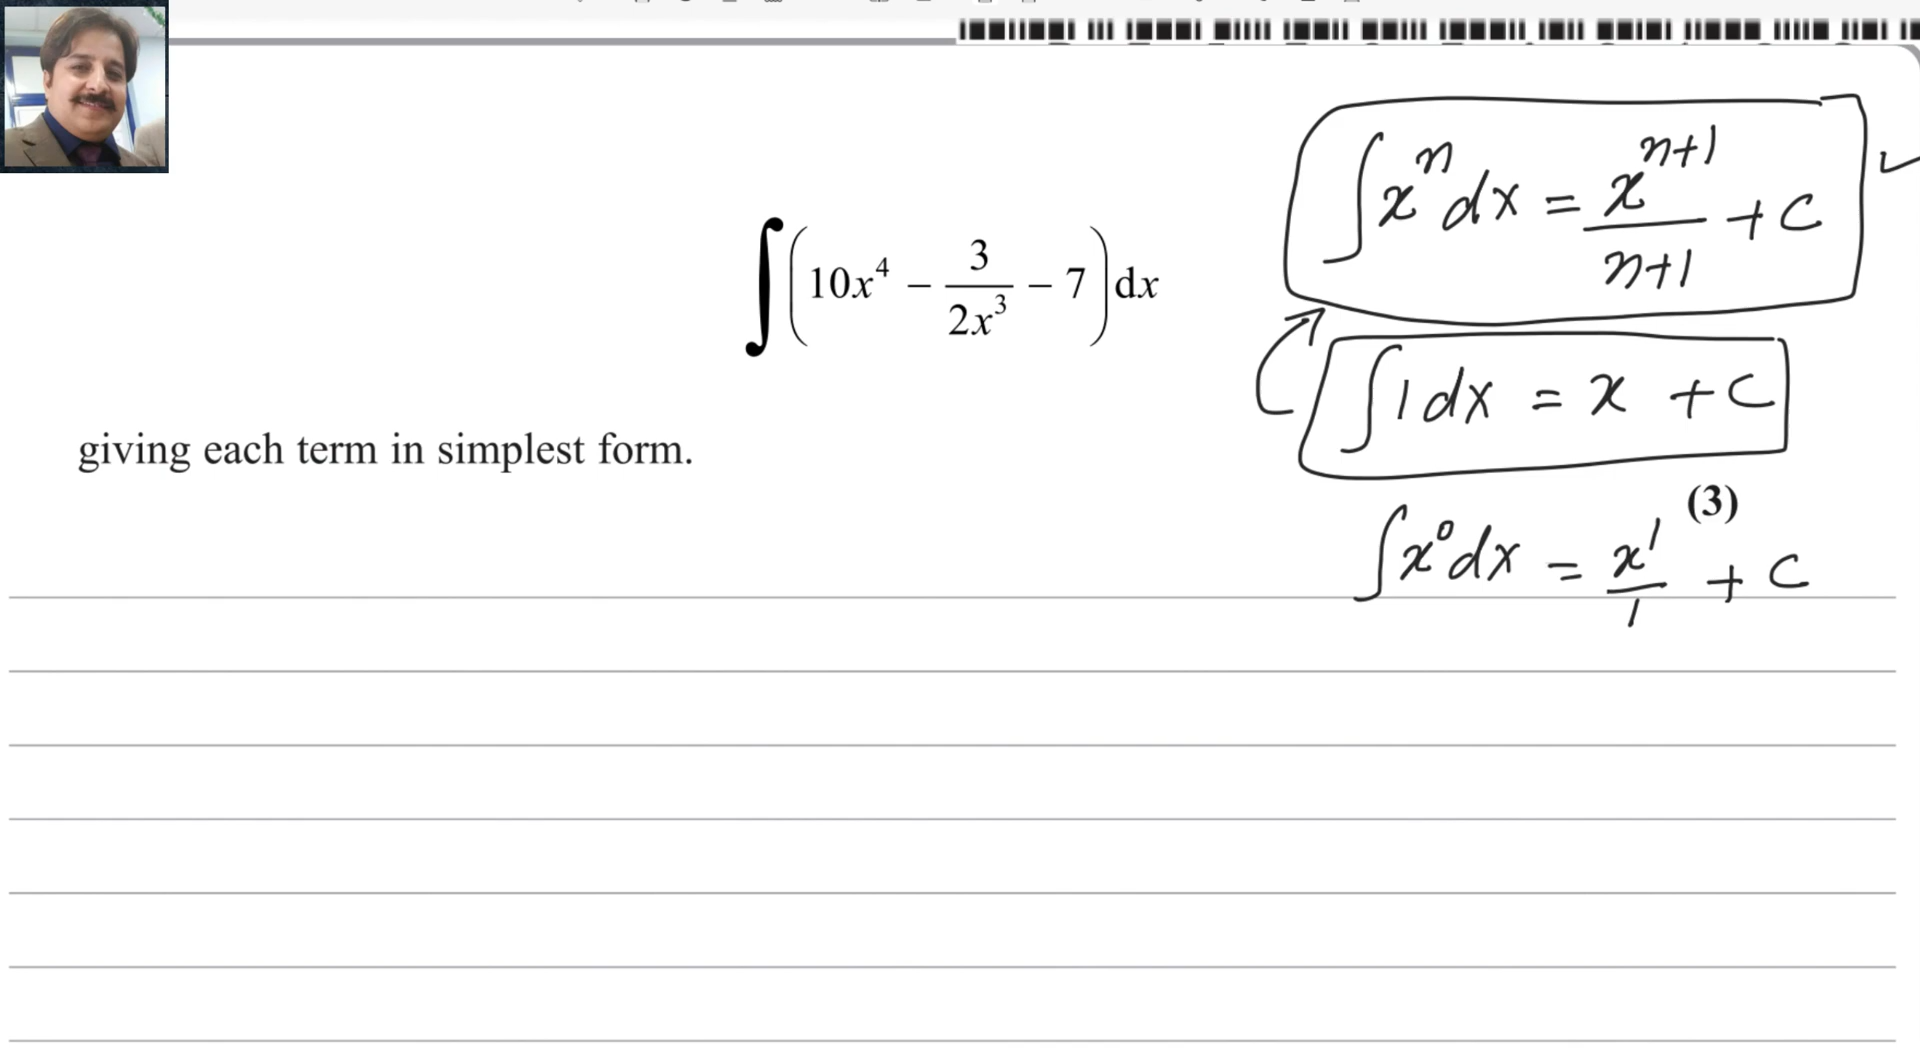 ∫(10x⁴ − 3/(2x³) − 7)dx
giving each term in simplest form.
(3)
∫xⁿdx = xⁿ⁺¹/(n+1) + c
∫1dx = x + c
∫x⁰dx = x¹/1 + c